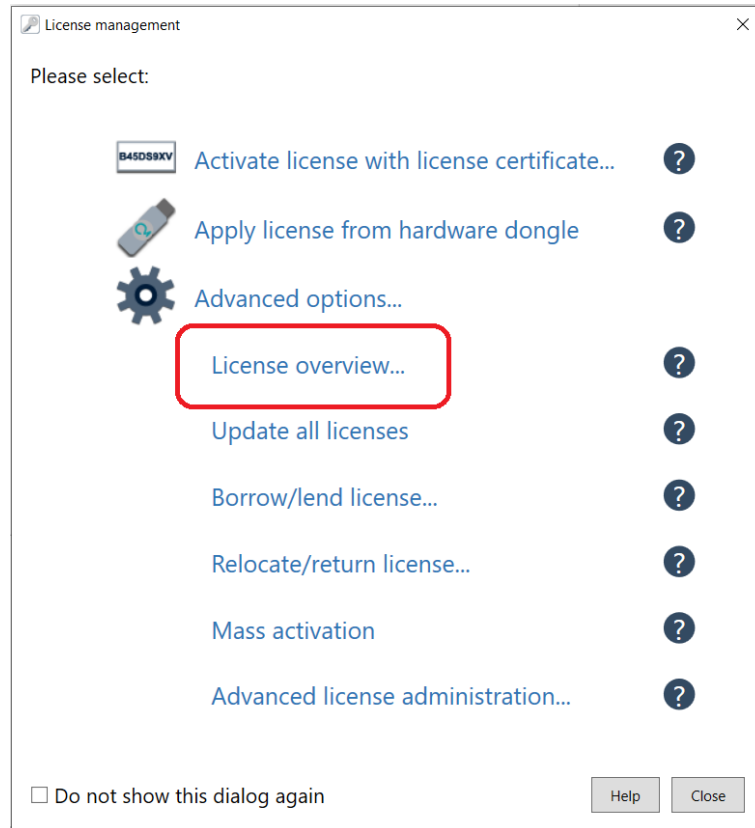 License management
Please select:
B45DS9XV
Activate license with license certificate...
?
Apply license from hardware dongle
?
Advanced options...
License overview...
?
Update all licenses
?
Borrow/lend license...
?
Relocate/return license...
?
Mass activation
?
Advanced license administration...
?
Do not show this dialog again
Help
Close